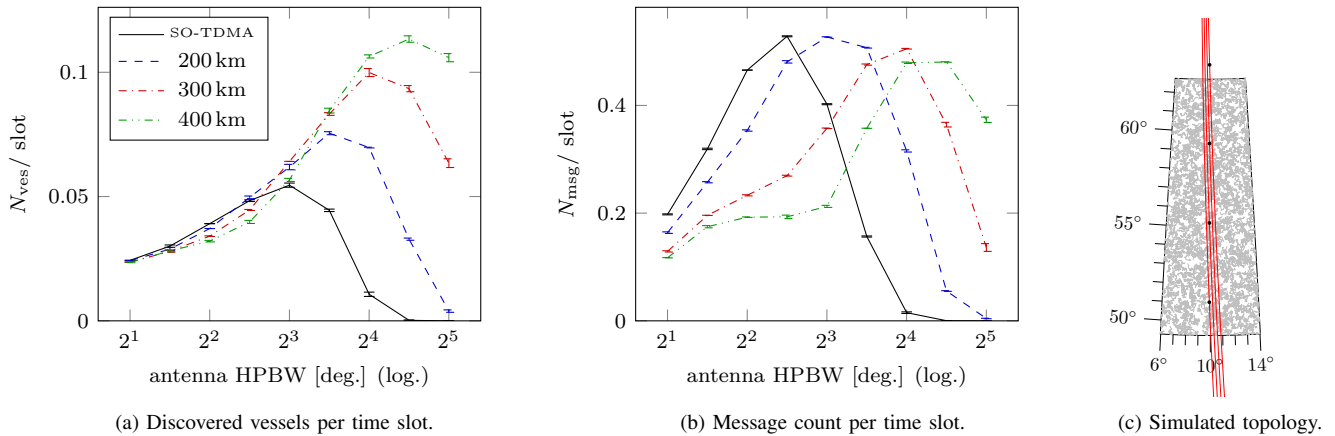 N_ves/ slot
0.1
0.05
0
SO-TDMA
200 km
300 km
400 km
2^1 2^2 2^3 2^4 2^5
antenna HPBW [deg.] (log.)
(a) Discovered vessels per time slot.
N_msg/ slot
0.4
0.2
0
2^1 2^2 2^3 2^4 2^5
antenna HPBW [deg.] (log.)
(b) Message count per time slot.
60°
55°
50°
6° 10° 14°
(c) Simulated topology.